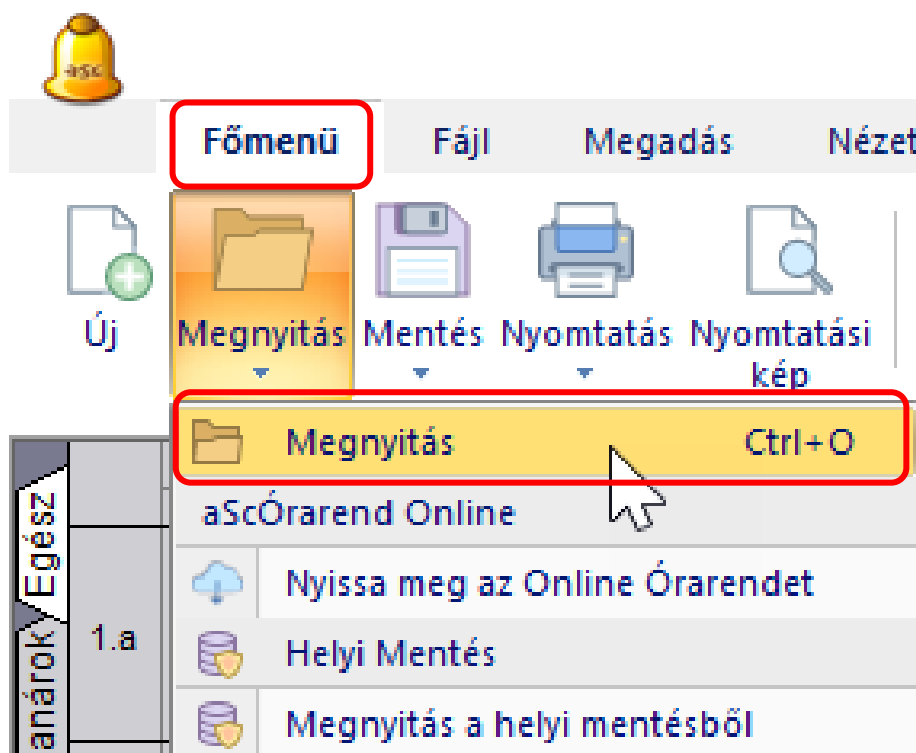 asc
Főmenü Fájl Megadás Nézet
Új Megnyitás Mentés Nyomtatás Nyomtatási
kép
Megnyitás Ctrl+O
aScÓrarend Online
Nyissa meg az Online Órarendet
Helyi Mentés
Megnyitás a helyi mentésből
Egész
anárok
1.a